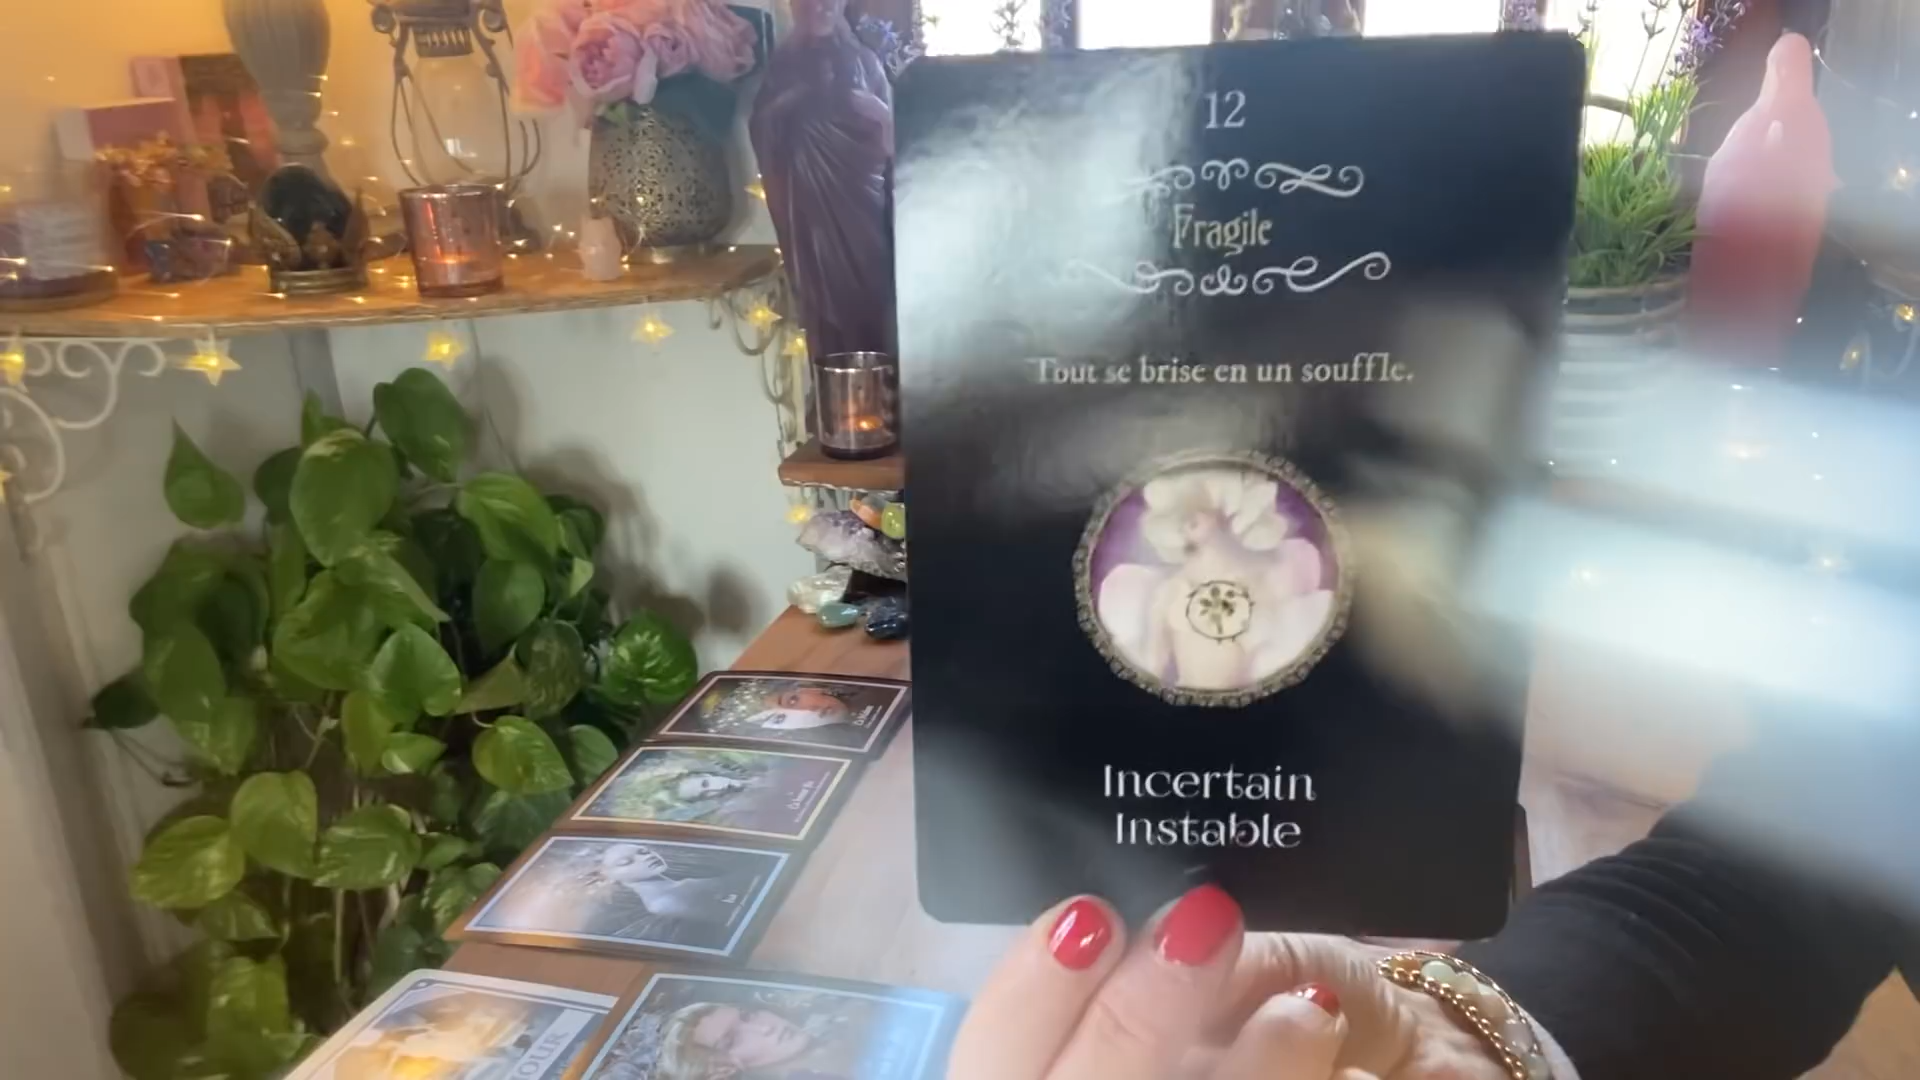 12
Fragile
Tout se brise en un souffle.
Incertain
Instable